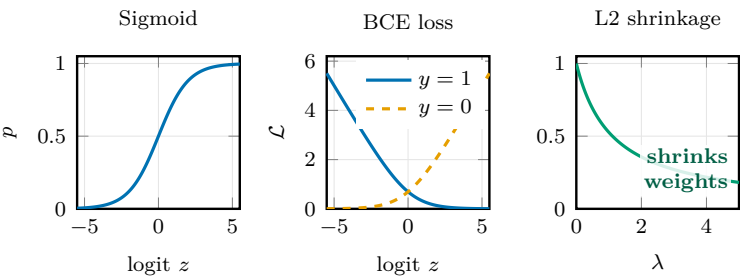 Sigmoid
1
0.5
0
−5
0
5
p
logit z
BCE loss
6
4
2
0
−5
0
5
y = 1
y = 0
ℒ
logit z
L2 shrinkage
1
0.5
0
0
2
4
shrinks
weights
λ